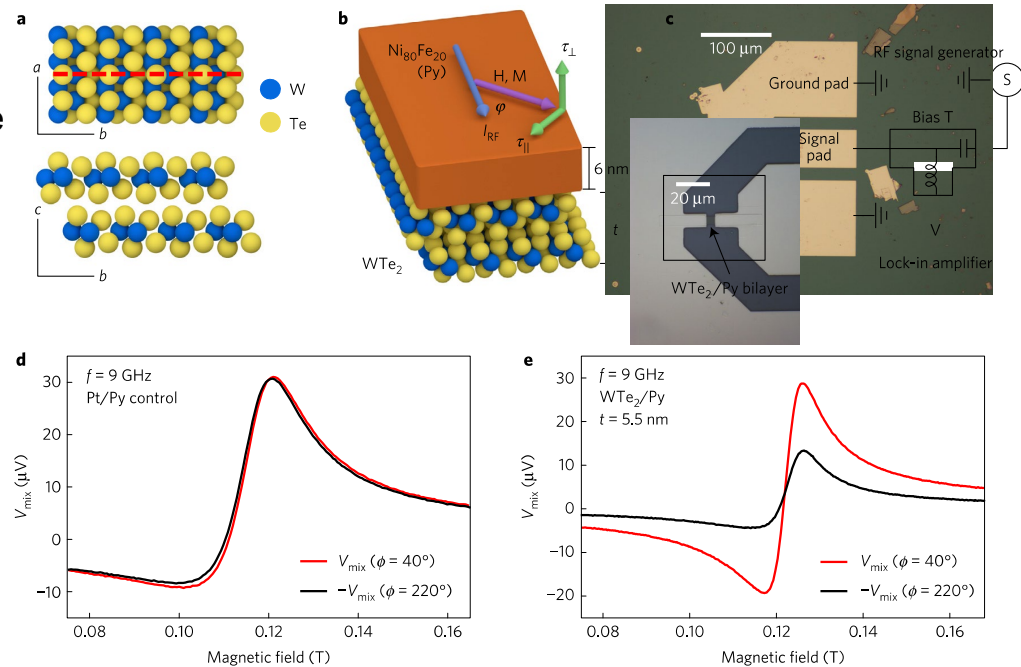 a
a
b
W
Te
c
b
e
b
Ni80Fe20
(Py)
H, M
φ
IRF
τ⊥
τ||
6 nm
t
WTe2
c
100 μm
RF signal generator
Ground pad
S
Bias T
Signal
pad
20 μm
V
Lock-in amplifier
WTe2/Py bilayer
d
f = 9 GHz
Pt/Py control
30
20
10
0
−10
Vmix (μV)
Vmix (ϕ = 40°)
−Vmix (ϕ = 220°)
0.08
0.10
0.12
0.14
0.16
Magnetic field (T)
e
f = 9 GHz
WTe2/Py
t = 5.5 nm
30
20
10
0
−10
−20
Vmix (μV)
Vmix (ϕ = 40°)
−Vmix (ϕ = 220°)
0.08
0.10
0.12
0.14
0.16
Magnetic field (T)